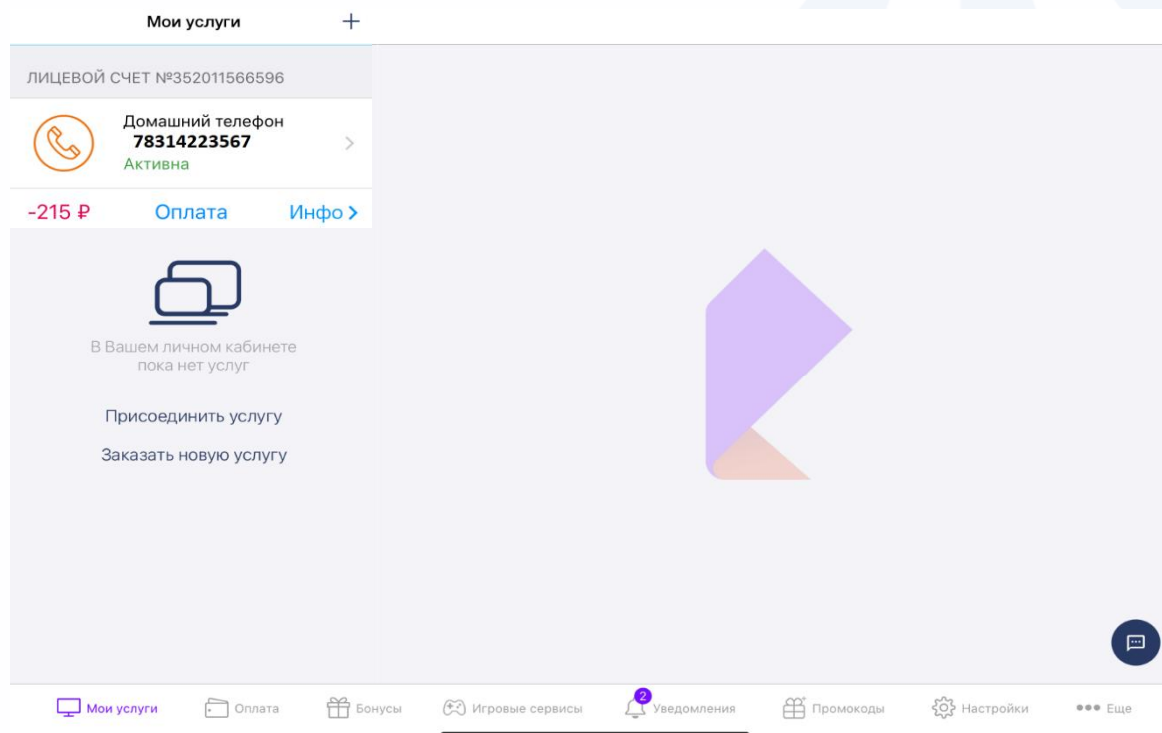 Мои услуги +
ЛИЦЕВОЙ СЧЕТ №352011566596
Домашний телефон
78314223567
Активна
-215 ₽ Оплата Инфо >
В Вашем личном кабинете
пока нет услуг
Присоединить услугу
Заказать новую услугу
2
Мои услуги Оплата Бонусы Игровые сервисы Уведомления Промокоды Настройки Еще